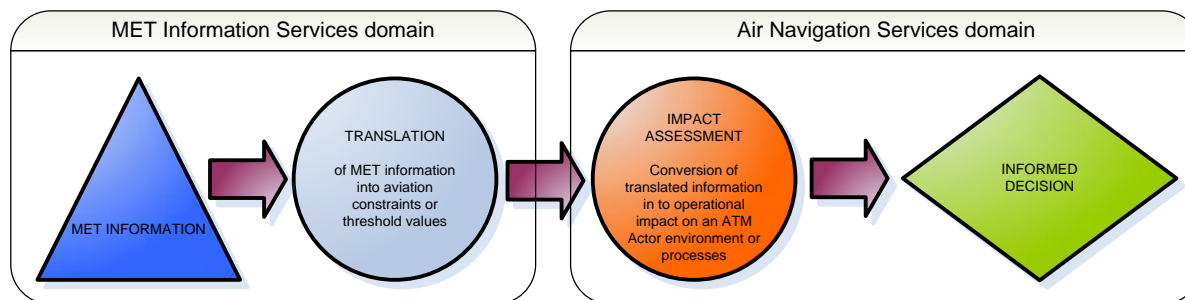 MET Information Services domain
Air Navigation Services domain
MET INFORMATION
TRANSLATION
of MET information
into aviation
constraints or
threshold values
IMPACT
ASSESSMENT
Conversion of
translated information
in to operational
impact on an ATM
Actor environment or
processes
INFORMED
DECISION